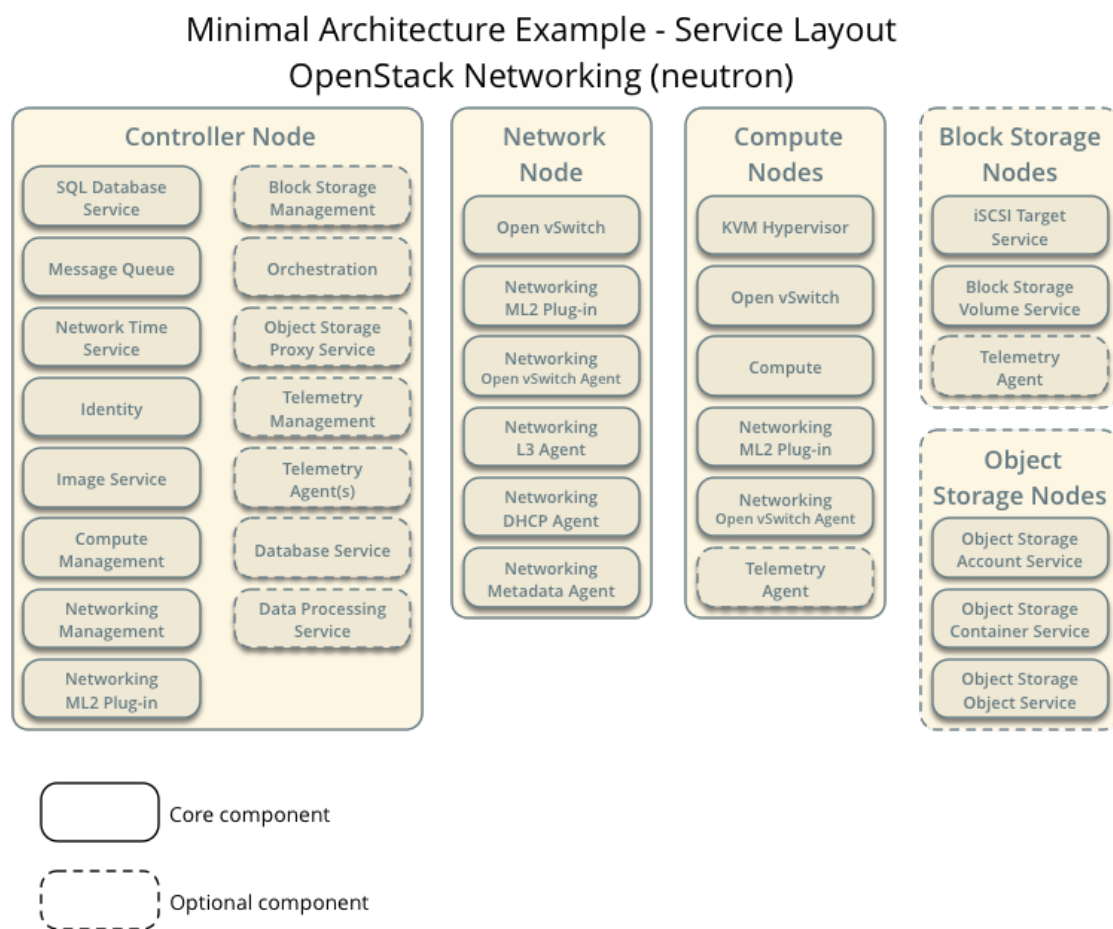 Minimal Architecture Example - Service Layout
OpenStack Networking (neutron)
Controller Node
SQL Database
Service
Message Queue
Network Time
Service
Identity
Image Service
Compute
Management
Networking
Management
Networking
ML2 Plug-in
Block Storage
Management
Orchestration
Object Storage
Proxy Service
Telemetry
Management
Telemetry
Agent(s)
Database Service
Data Processing
Service
Network
Node
Open vSwitch
Networking
ML2 Plug-in
Networking
Open vSwitch Agent
Networking
L3 Agent
Networking
DHCP Agent
Networking
Metadata Agent
Compute
Nodes
KVM Hypervisor
Open vSwitch
Compute
Networking
ML2 Plug-in
Networking
Open vSwitch Agent
Telemetry
Agent
Block Storage
Nodes
iSCSI Target
Service
Block Storage
Volume Service
Telemetry
Agent
Object
Storage Nodes
Object Storage
Account Service
Object Storage
Container Service
Object Storage
Object Service
Core component
Optional component